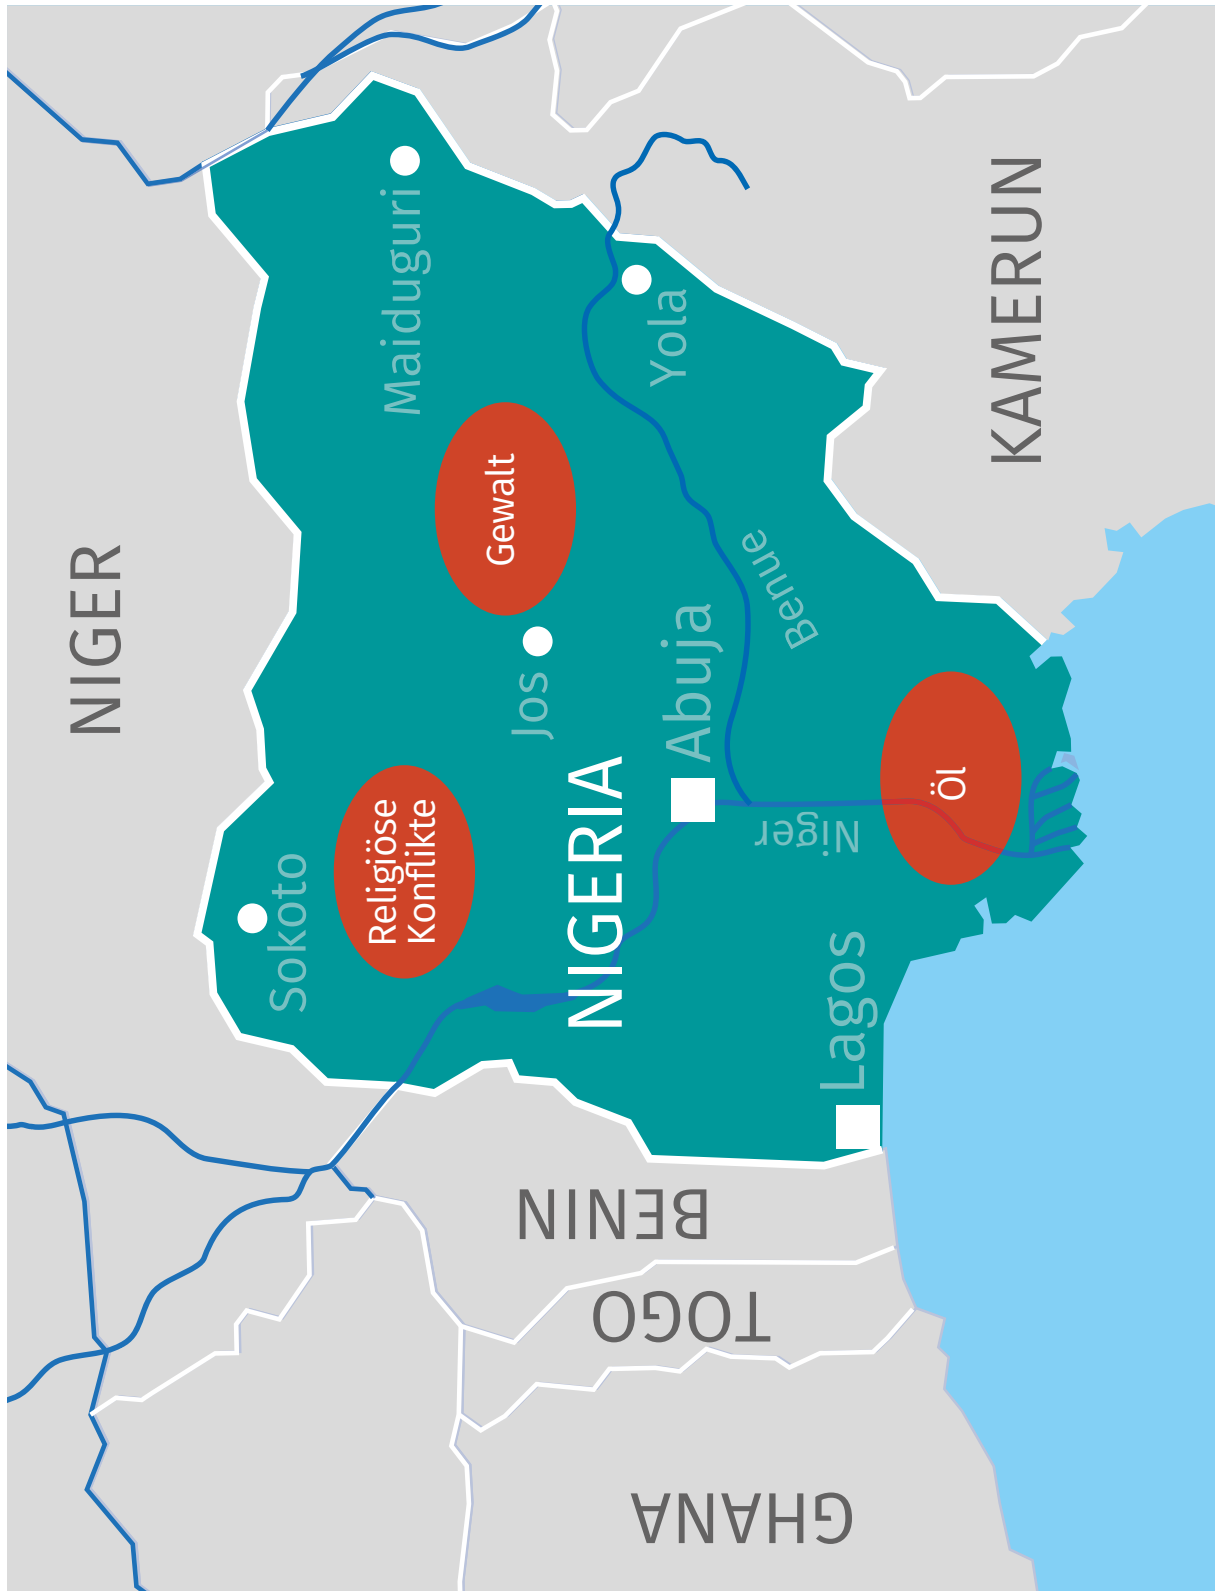 NIGER
Sokoto
Maiduguri
Religiöse
Konflikte
Gewalt
Jos
NIGERIA
Yola
Abuja
Benue
Niger
Lagos
Öl
KAMERUN
BENIN
TOGO
GHANA